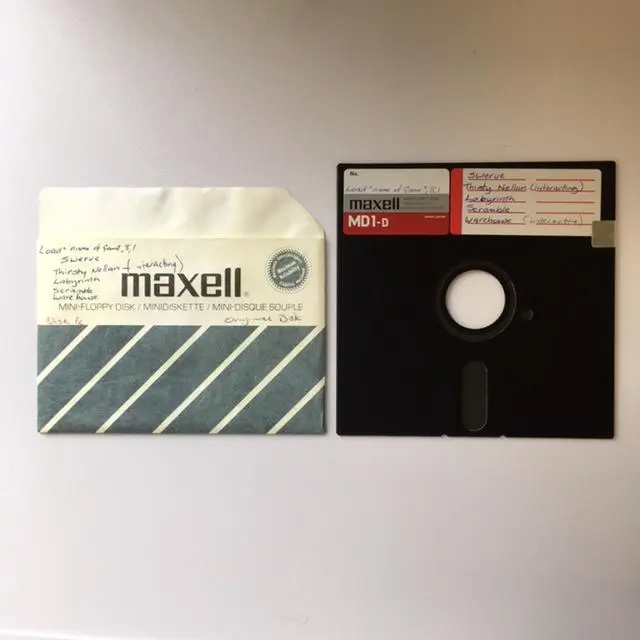 Load "name of game", 8,1
Swerve
Thirsty Nellan (interacting)
Labyrinth
Scramble
Warehouse
maxell®
MINI-FLOPPY DISK / MINIDISKETTE / MINI-DISQUE SOUPLE
Disk
Original Disk
No.
Load "name of game", 8,1
maxell
MD1-D
Swerve
Thirsty Nellan (interacting)
Labyrinth
Scramble
Warehouse